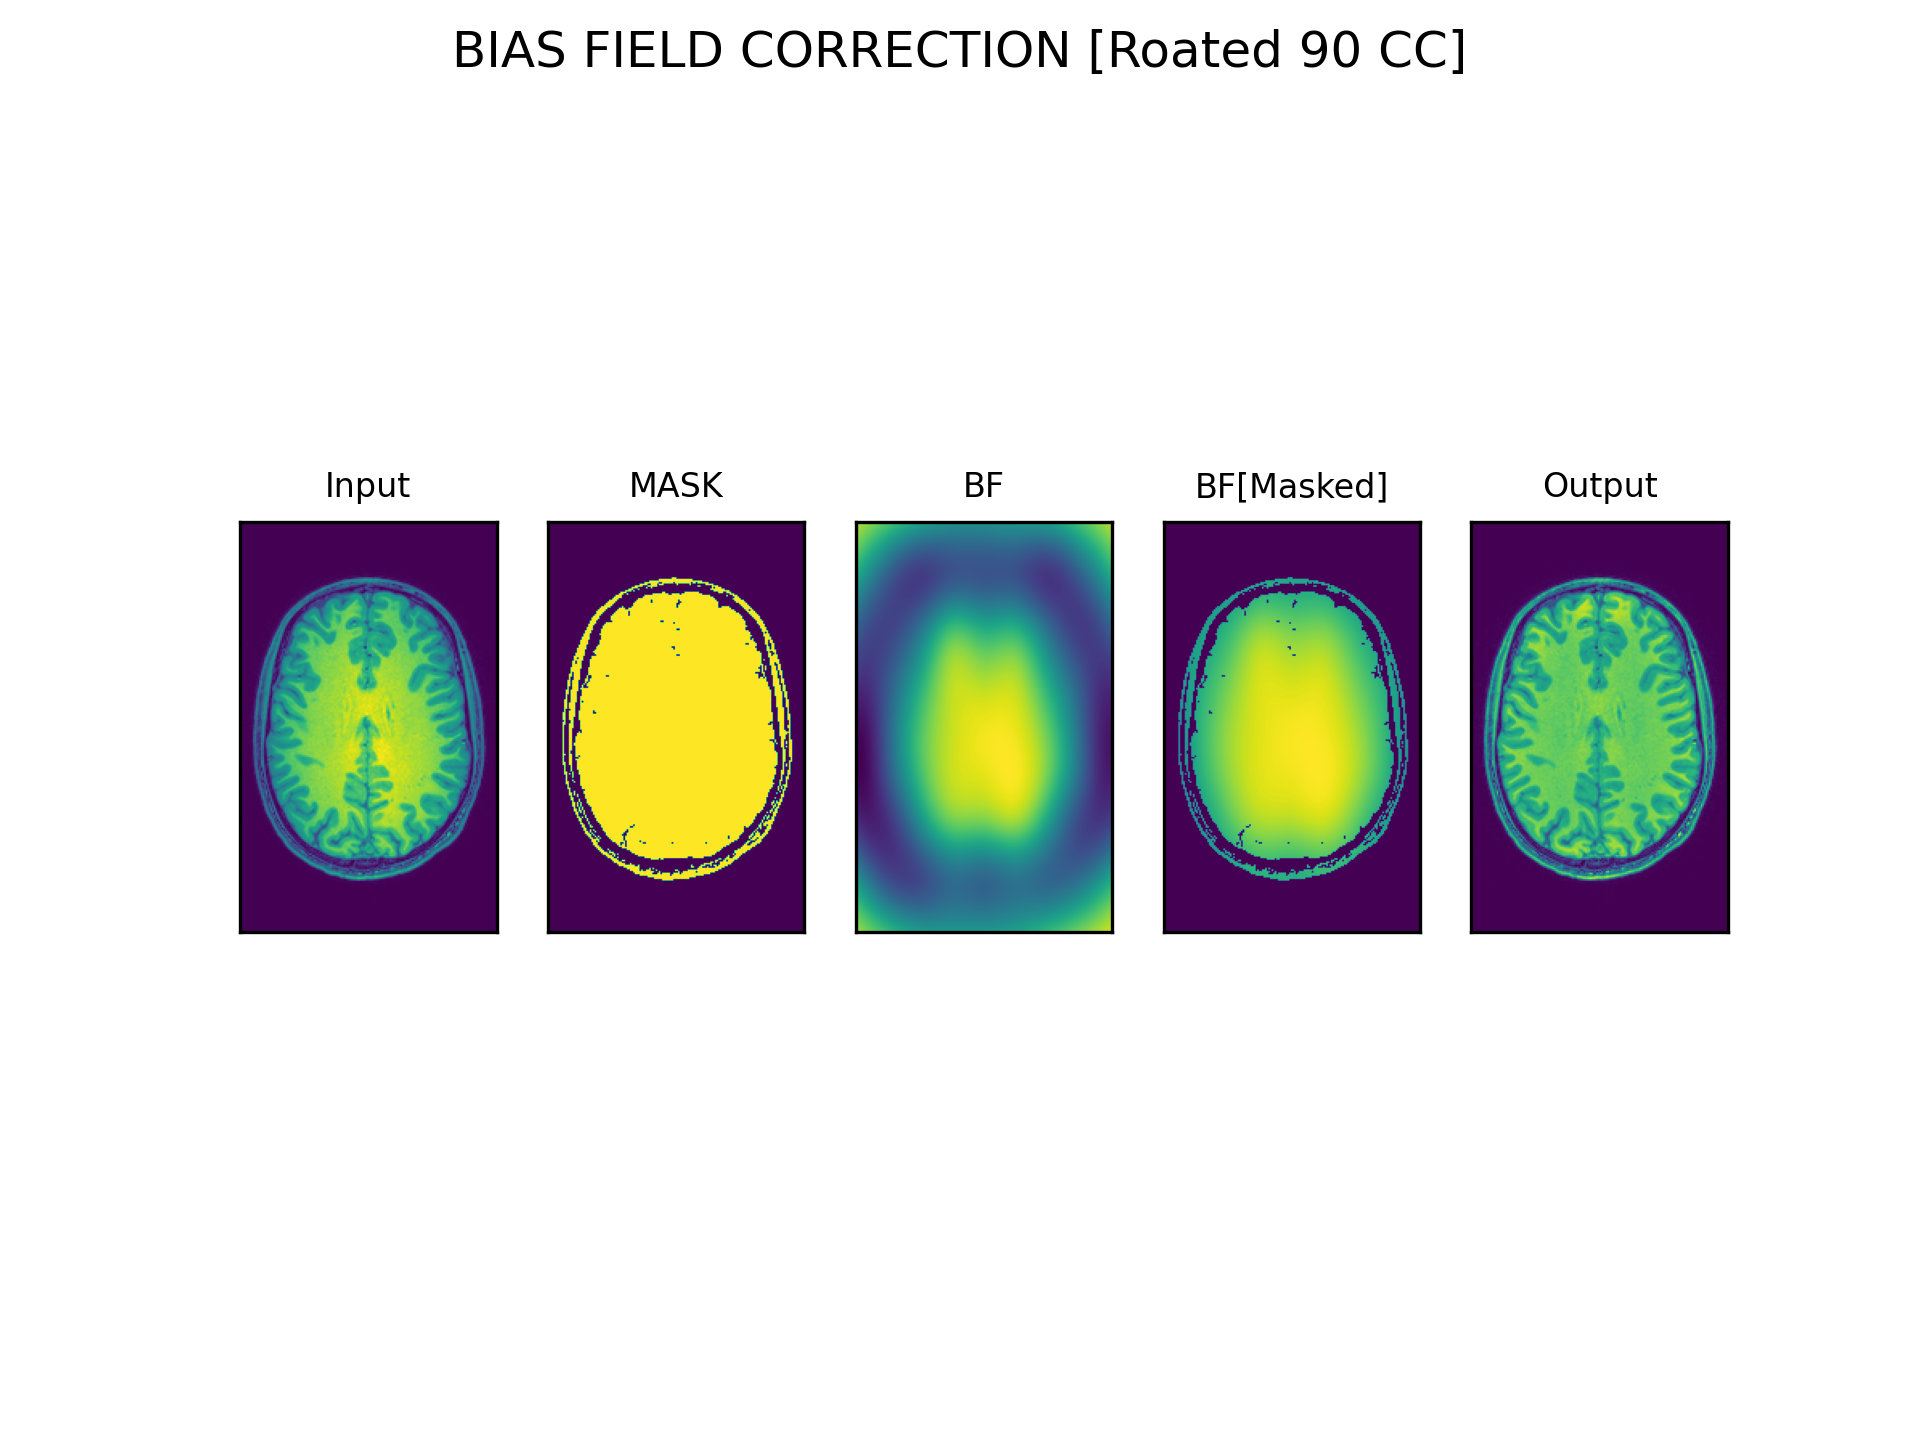 BIAS FIELD CORRECTION [Roated 90 CC]
Input
MASK
BF
BF[Masked]
Output